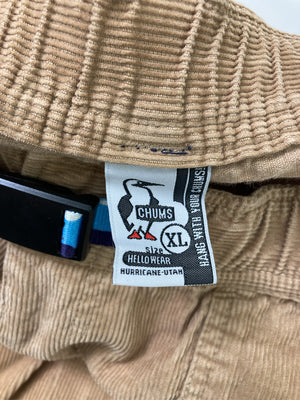 CHUMS
size XL
HELLO WEAR
HURRICANE-UTAH
HANG WITH YOUR CHUMS!